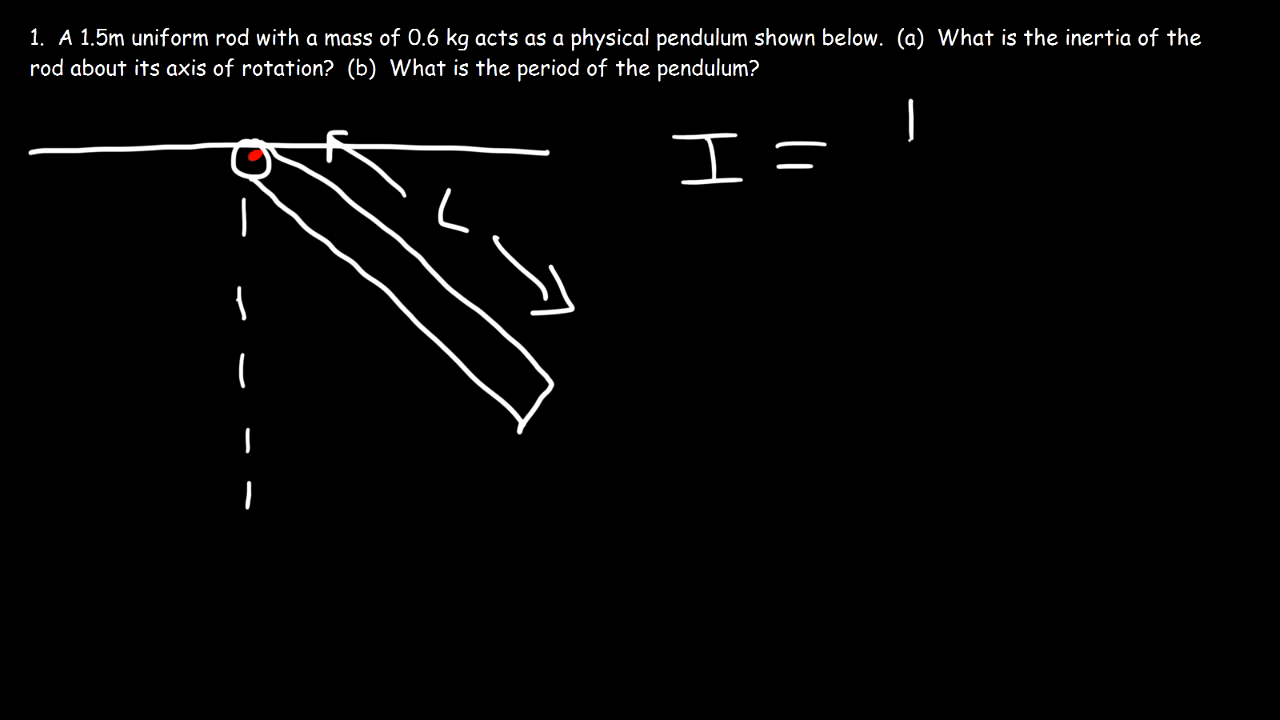 1. A 1.5m uniform rod with a mass of 0.6 kg acts as a physical pendulum shown below. (a) What is the inertia of the
rod about its axis of rotation? (b) What is the period of the pendulum?
I = 1
L